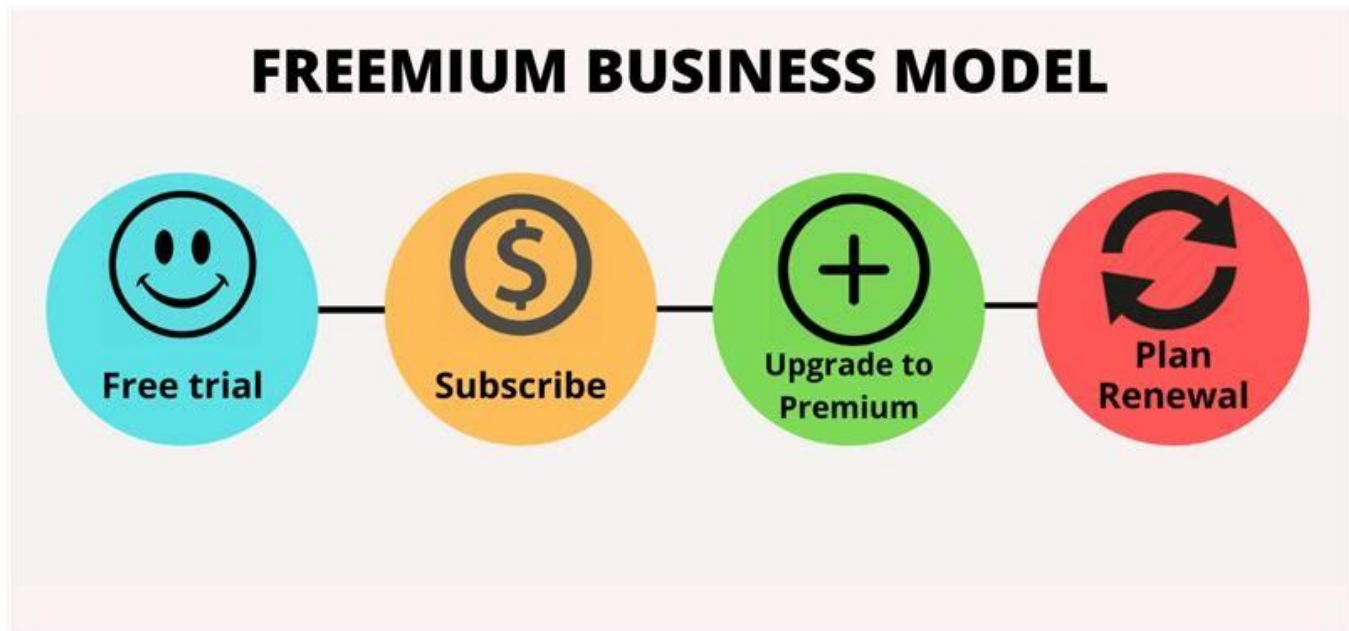 FREEMIUM BUSINESS MODEL
Free trial
Subscribe
Upgrade to
Premium
Plan
Renewal